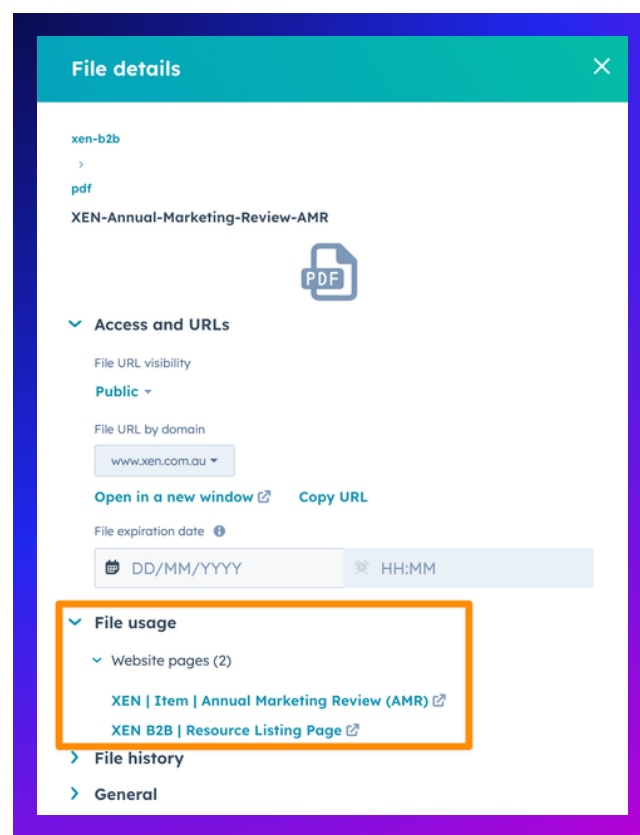 File details
xen-b2b
>
pdf
XEN-Annual-Marketing-Review-AMR
PDF
Access and URLs
File URL visibility
Public
File URL by domain
www.xen.com.au
Open in a new window Copy URL
File expiration date
DD/MM/YYYY HH:MM
File usage
Website pages (2)
XEN | Item | Annual Marketing Review (AMR)
XEN B2B | Resource Listing Page
File history
General